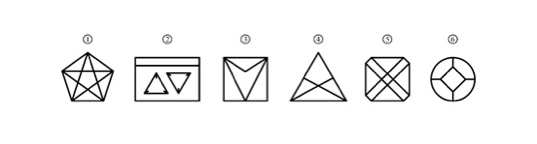 ① ② ③ ④ ⑤ ⑥